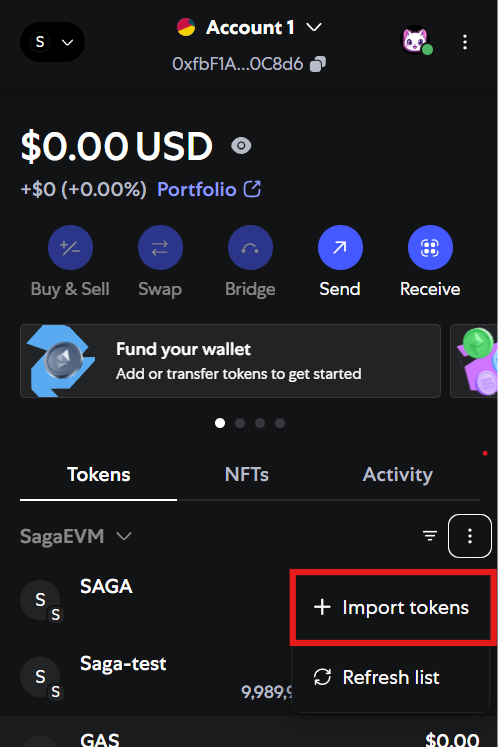 S
Account 1
0xfbF1A...0C8d6
$0.00 USD
+$0 (+0.00%) Portfolio
Buy & Sell
Swap
Bridge
Send
Receive
Fund your wallet
Add or transfer tokens to get started
Tokens
NFTs
Activity
SagaEVM
S
S
SAGA
Import tokens
S
S
Saga-test
9,989,9
Refresh list
GAS
$0.00